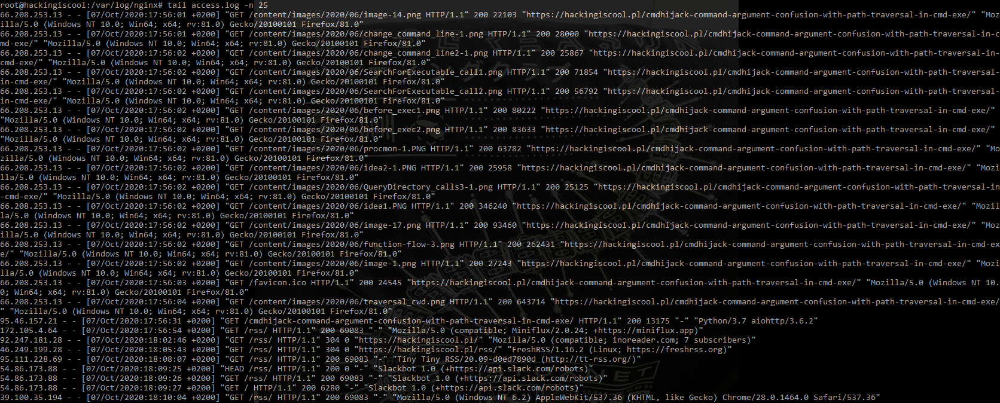 root@hackingiscool:/var/log/nginx# tail access.log -n 25
66.208.253.13 - - [07/Oct/2020:17:56:01 +0200] "GET /content/images/2020/06/image-14.png HTTP/1.1" 200 22103 "https://hackingiscool.pl/cmdhijack-command-argument-confusion-with-path-traversal-in-cmd-exe/" "Moz
illa/5.0 (Windows NT 10.0; Win64; x64; rv:81.0) Gecko/20100101 Firefox/81.0"
66.208.253.13 - - [07/Oct/2020:17:56:01 +0200] "GET /content/images/2020/06/change_command_line-1.png HTTP/1.1" 200 28000 "https://hackingiscool.pl/cmdhijack-command-argument-confusion-with-path-traversal-in-c
md-exe/" "Mozilla/5.0 (Windows NT 10.0; Win64; x64; rv:81.0) Gecko/20100101 Firefox/81.0"
66.208.253.13 - - [07/Oct/2020:17:56:02 +0200] "GET /content/images/2020/06/change_command_line2-1.png HTTP/1.1" 200 25867 "https://hackingiscool.pl/cmdhijack-command-argument-confusion-with-path-traversal-in-
cmd-exe/" "Mozilla/5.0 (Windows NT 10.0; Win64; x64; rv:81.0) Gecko/20100101 Firefox/81.0"
66.208.253.13 - - [07/Oct/2020:17:56:02 +0200] "GET /content/images/2020/06/SearchForExecutable_call1.png HTTP/1.1" 200 71854 "https://hackingiscool.pl/cmdhijack-command-argument-confusion-with-path-traversal-
in-cmd-exe/" "Mozilla/5.0 (Windows NT 10.0; Win64; x64; rv:81.0) Gecko/20100101 Firefox/81.0"
66.208.253.13 - - [07/Oct/2020:17:56:02 +0200] "GET /content/images/2020/06/SearchForExecutable_call2.png HTTP/1.1" 200 56792 "https://hackingiscool.pl/cmdhijack-command-argument-confusion-with-path-traversal-
in-cmd-exe/" "Mozilla/5.0 (Windows NT 10.0; Win64; x64; rv:81.0) Gecko/20100101 Firefox/81.0"
66.208.253.13 - - [07/Oct/2020:17:56:02 +0200] "GET /content/images/2020/06/before_exec1.png HTTP/1.1" 200 80222 "https://hackingiscool.pl/cmdhijack-command-argument-confusion-with-path-traversal-in-cmd-exe/"
"Mozilla/5.0 (Windows NT 10.0; Win64; x64; rv:81.0) Gecko/20100101 Firefox/81.0"
66.208.253.13 - - [07/Oct/2020:17:56:02 +0200] "GET /content/images/2020/06/before_exec2.png HTTP/1.1" 200 83633 "https://hackingiscool.pl/cmdhijack-command-argument-confusion-with-path-traversal-in-cmd-exe/"
"Mozilla/5.0 (Windows NT 10.0; Win64; x64; rv:81.0) Gecko/20100101 Firefox/81.0"
66.208.253.13 - - [07/Oct/2020:17:56:02 +0200] "GET /content/images/2020/06/procmon-1.PNG HTTP/1.1" 200 63782 "https://hackingiscool.pl/cmdhijack-command-argument-confusion-with-path-traversal-in-cmd-exe/" "Mo
zilla/5.0 (Windows NT 10.0; Win64; x64; rv:81.0) Gecko/20100101 Firefox/81.0"
66.208.253.13 - - [07/Oct/2020:17:56:02 +0200] "GET /content/images/2020/06/idea2-1.PNG HTTP/1.1" 200 25958 "https://hackingiscool.pl/cmdhijack-command-argument-confusion-with-path-traversal-in-cmd-exe/" "Mozi
lla/5.0 (Windows NT 10.0; Win64; x64; rv:81.0) Gecko/20100101 Firefox/81.0"
66.208.253.13 - - [07/Oct/2020:17:56:02 +0200] "GET /content/images/2020/06/QueryDirectory_calls3-1.png HTTP/1.1" 200 25125 "https://hackingiscool.pl/cmdhijack-command-argument-confusion-with-path-traversal-in
-cmd-exe/" "Mozilla/5.0 (Windows NT 10.0; Win64; x64; rv:81.0) Gecko/20100101 Firefox/81.0"
66.208.253.13 - - [07/Oct/2020:17:56:02 +0200] "GET /content/images/2020/06/idea1.PNG HTTP/1.1" 200 346240 "https://hackingiscool.pl/cmdhijack-command-argument-confusion-with-path-traversal-in-cmd-exe/" "Mozil
la/5.0 (Windows NT 10.0; Win64; x64; rv:81.0) Gecko/20100101 Firefox/81.0"
66.208.253.13 - - [07/Oct/2020:17:56:02 +0200] "GET /content/images/2020/06/image-17.png HTTP/1.1" 200 93460 "https://hackingiscool.pl/cmdhijack-command-argument-confusion-with-path-traversal-in-cmd-exe/" "Moz
illa/5.0 (Windows NT 10.0; Win64; x64; rv:81.0) Gecko/20100101 Firefox/81.0"
66.208.253.13 - - [07/Oct/2020:17:56:02 +0200] "GET /content/images/2020/06/function-flow-3.png HTTP/1.1" 200 262431 "https://hackingiscool.pl/cmdhijack-command-argument-confusion-with-path-traversal-in-cmd-ex
e/" "Mozilla/5.0 (Windows NT 10.0; Win64; x64; rv:81.0) Gecko/20100101 Firefox/81.0"
66.208.253.13 - - [07/Oct/2020:17:56:02 +0200] "GET /content/images/2020/06/image-1.png HTTP/1.1" 200 27243 "https://hackingiscool.pl/cmdhijack-command-argument-confusion-with-path-traversal-in-cmd-exe/" "Mozi
lla/5.0 (Windows NT 10.0; Win64; x64; rv:81.0) Gecko/20100101 Firefox/81.0"
66.208.253.13 - - [07/Oct/2020:17:56:03 +0200] "GET /favicon.ico HTTP/1.1" 200 24545 "https://hackingiscool.pl/cmdhijack-command-argument-confusion-with-path-traversal-in-cmd-exe/" "Mozilla/5.0 (Windows NT 10.
0; Win64; x64; rv:81.0) Gecko/20100101 Firefox/81.0"
66.208.253.13 - - [07/Oct/2020:17:56:04 +0200] "GET /content/images/2020/06/traversal_cwd.png HTTP/1.1" 200 643714 "https://hackingiscool.pl/cmdhijack-command-argument-confusion-with-path-traversal-in-cmd-exe/
" "Mozilla/5.0 (Windows NT 10.0; Win64; x64; rv:81.0) Gecko/20100101 Firefox/81.0"
95.46.157.21 - - [07/Oct/2020:17:56:31 +0200] "GET /cmdhijack-command-argument-confusion-with-path-traversal-in-cmd-exe/ HTTP/1.1" 200 13175 "-" "Python/3.7 aiohttp/3.6.2"
172.105.4.64 - - [07/Oct/2020:17:56:54 +0200] "GET /rss/ HTTP/1.1" 200 69083 "-" "Mozilla/5.0 (compatible; Miniflux/2.0.24; +https://miniflux.app)"
92.247.181.28 - - [07/Oct/2020:18:02:46 +0200] "GET /rss/ HTTP/1.1" 304 0 "https://hackingiscool.pl/" "Mozilla/5.0 (compatible; inoreader.com; 7 subscribers)"
46.249.199.28 - - [07/Oct/2020:18:05:43 +0200] "GET /rss/ HTTP/1.1" 304 0 "https://hackingiscool.pl/rss/" "FreshRSS/1.16.2 (Linux; https://freshrss.org)"
95.111.228.69 - - [07/Oct/2020:18:08:07 +0200] "GET /rss/ HTTP/1.1" 200 69083 "-" "Tiny Tiny RSS/20.09-d0ed7890d (http://tt-rss.org/)"
54.86.173.88 - - [07/Oct/2020:18:09:25 +0200] "HEAD /rss/ HTTP/1.1" 200 0 "-" "Slackbot 1.0 (+https://api.slack.com/robots)"
54.86.173.88 - - [07/Oct/2020:18:09:26 +0200] "GET /rss/ HTTP/1.1" 200 69083 "-" "Slackbot 1.0 (+https://api.slack.com/robots)"
54.86.173.88 - - [07/Oct/2020:18:09:27 +0200] "GET / HTTP/1.1" 200 6280 "-" "Slackbot 1.0 (+https://api.slack.com/robots)"
39.100.35.194 - - [07/Oct/2020:18:10:04 +0200] "GET /rss/ HTTP/1.1" 200 69083 "-" "Mozilla/5.0 (Windows NT 6.2) AppleWebKit/537.36 (KHTML, like Gecko) Chrome/28.0.1464.0 Safari/537.36"